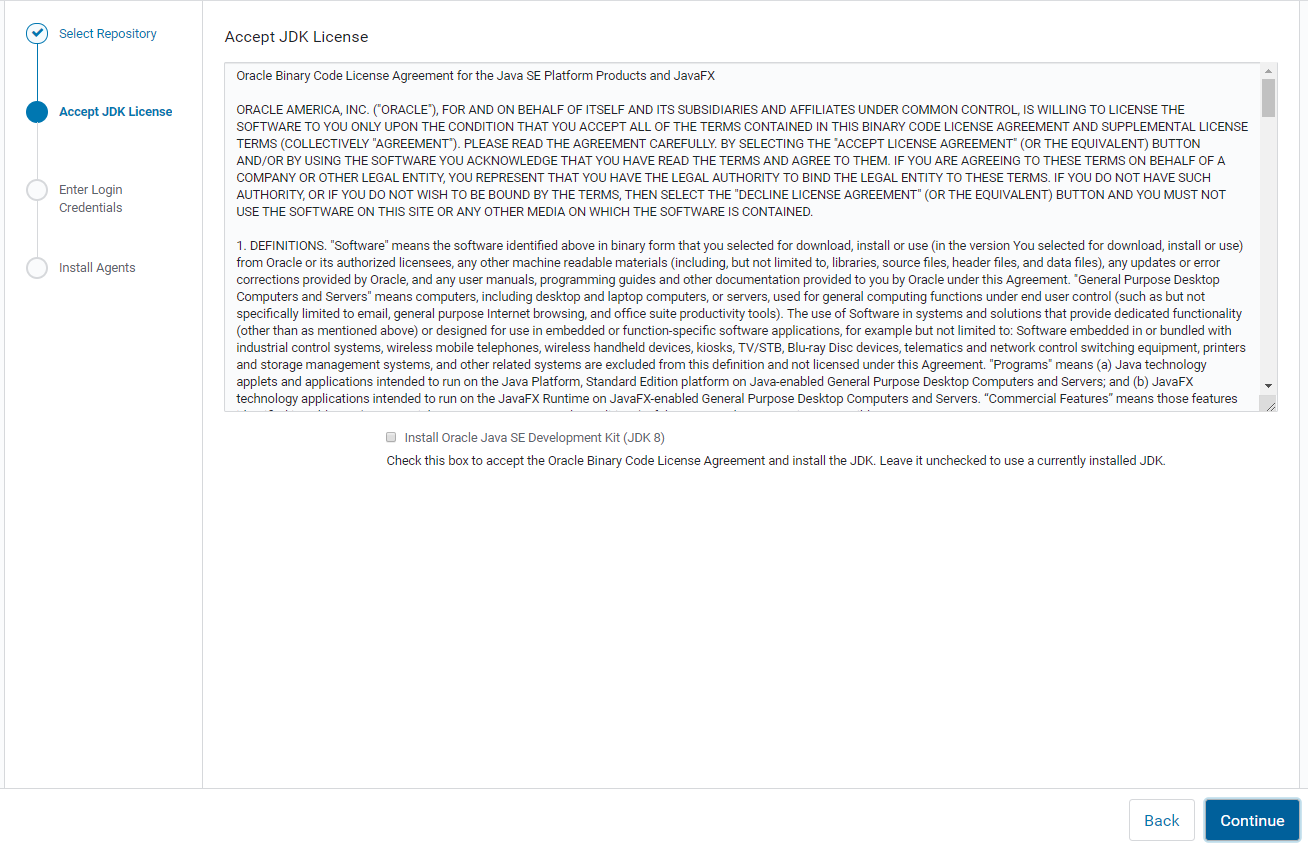 Select Repository
Accept JDK License
Enter Login
Credentials
Install Agents
Accept JDK License
Oracle Binary Code License Agreement for the Java SE Platform Products and JavaFX
ORACLE AMERICA, INC. ("ORACLE"), FOR AND ON BEHALF OF ITSELF AND ITS SUBSIDIARIES AND AFFILIATES UNDER COMMON CONTROL, IS WILLING TO LICENSE THE
SOFTWARE TO YOU ONLY UPON THE CONDITION THAT YOU ACCEPT ALL OF THE TERMS CONTAINED IN THIS BINARY CODE LICENSE AGREEMENT AND SUPPLEMENTAL LICENSE
TERMS (COLLECTIVELY "AGREEMENT"). PLEASE READ THE AGREEMENT CAREFULLY. BY SELECTING THE "ACCEPT LICENSE AGREEMENT" (OR THE EQUIVALENT) BUTTON
AND/OR BY USING THE SOFTWARE YOU ACKNOWLEDGE THAT YOU HAVE READ THE TERMS AND AGREE TO THEM. IF YOU ARE AGREEING TO THESE TERMS ON BEHALF OF A
COMPANY OR OTHER LEGAL ENTITY, YOU REPRESENT THAT YOU HAVE THE LEGAL AUTHORITY TO BIND THE LEGAL ENTITY TO THESE TERMS. IF YOU DO NOT HAVE SUCH
AUTHORITY, OR IF YOU DO NOT WISH TO BE BOUND BY THE TERMS, THEN SELECT THE "DECLINE LICENSE AGREEMENT" (OR THE EQUIVALENT) BUTTON AND YOU MUST NOT
USE THE SOFTWARE ON THIS SITE OR ANY OTHER MEDIA ON WHICH THE SOFTWARE IS CONTAINED.
1. DEFINITIONS. "Software" means the software identified above in binary form that you selected for download, install or use (in the version You selected for download, install or use)
from Oracle or its authorized licensees, any other machine readable materials (including, but not limited to, libraries, source files, header files, and data files), any updates or error
corrections provided by Oracle, and any user manuals, programming guides and other documentation provided to you by Oracle under this Agreement. "General Purpose Desktop
Computers and Servers" means computers, including desktop and laptop computers, or servers, used for general computing functions under end user control (such as but not
specifically limited to email, general purpose Internet browsing, and office suite productivity tools). The use of Software in systems and solutions that provide dedicated functionality
(other than as mentioned above) or designed for use in embedded or function-specific software applications, for example but not limited to: Software embedded in or bundled with
industrial control systems, wireless mobile telephones, wireless handheld devices, kiosks, TV/STB, Blu-ray Disc devices, telematics and network control switching equipment, printers
and storage management systems, and other related systems are excluded from this definition and not licensed under this Agreement. "Programs" means (a) Java technology
applets and applications intended to run on the Java Platform, Standard Edition platform on Java-enabled General Purpose Desktop Computers and Servers; and (b) JavaFX
technology applications intended to run on the JavaFX Runtime on JavaFX-enabled General Purpose Desktop Computers and Servers. “Commercial Features” means those features
Install Oracle Java SE Development Kit (JDK 8)
Check this box to accept the Oracle Binary Code License Agreement and install the JDK. Leave it unchecked to use a currently installed JDK.
Back
Continue